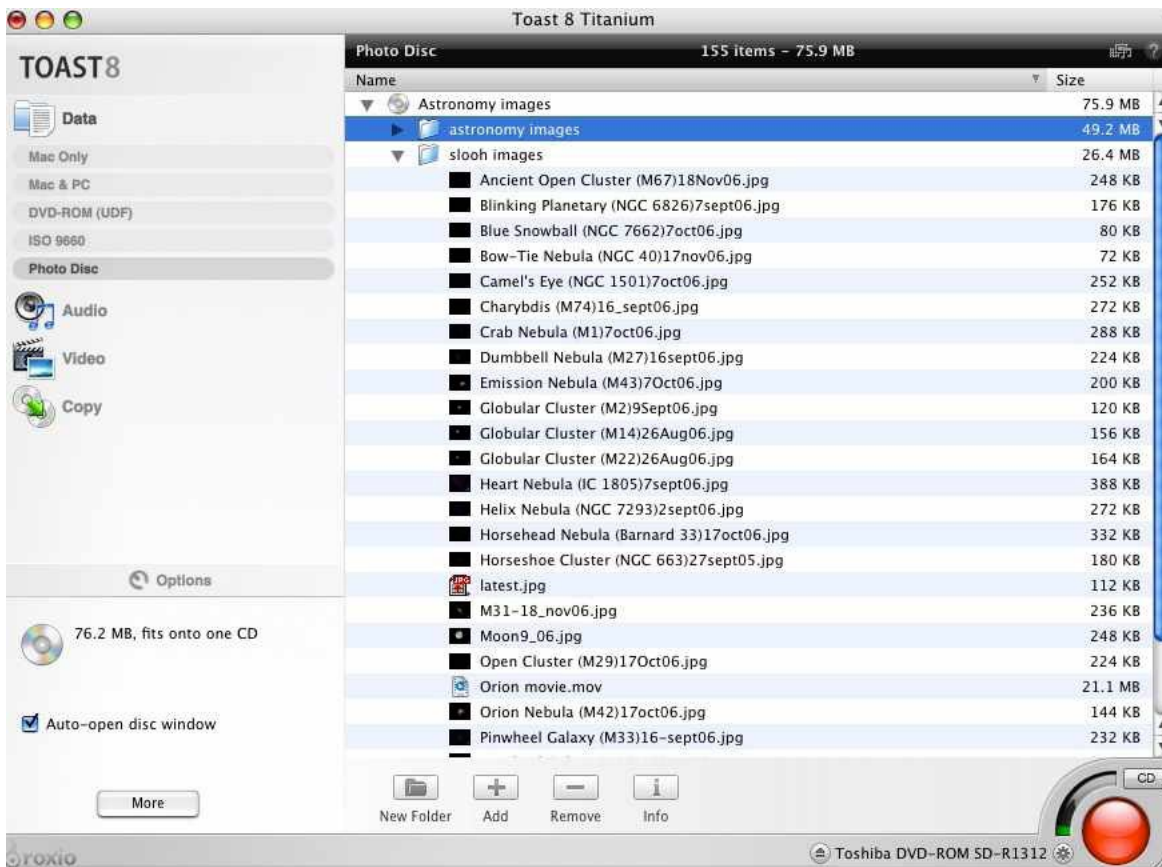 Toast 8 Titanium
TOAST 8
Data
Mac Only
Mac & PC
DVD-ROM (UDF)
ISO 9660
Photo Disc
Audio
Video
Copy
Options
76.2 MB, fits onto one CD
Auto-open disc window
More
roxio
Photo Disc 155 items - 75.9 MB ?
Name Size
Astronomy images 75.9 MB
astronomy images 49.2 MB
slooh images 26.4 MB
Ancient Open Cluster (M67)18Nov06.jpg 248 KB
Blinking Planetary (NGC 6826)7sept06.jpg 176 KB
Blue Snowball (NGC 7662)7oct06.jpg 80 KB
Bow-Tie Nebula (NGC 40)17nov06.jpg 72 KB
Camel's Eye (NGC 1501)7oct06.jpg 252 KB
Charybdis (M74)16_sept06.jpg 272 KB
Crab Nebula (M1)7oct06.jpg 288 KB
Dumbbell Nebula (M27)16sept06.jpg 224 KB
Emission Nebula (M43)7Oct06.jpg 200 KB
Globular Cluster (M2)9Sept06.jpg 120 KB
Globular Cluster (M14)26Aug06.jpg 156 KB
Globular Cluster (M22)26Aug06.jpg 164 KB
Heart Nebula (IC 1805)7sept06.jpg 388 KB
Helix Nebula (NGC 7293)2sept06.jpg 272 KB
Horsehead Nebula (Barnard 33)17oct06.jpg 332 KB
Horseshoe Cluster (NGC 663)27sept05.jpg 180 KB
latest.jpg 112 KB
M31-18_nov06.jpg 236 KB
Moon9_06.jpg 248 KB
Open Cluster (M29)17Oct06.jpg 224 KB
Orion movie.mov 21.1 MB
Orion Nebula (M42)17oct06.jpg 144 KB
Pinwheel Galaxy (M33)16-sept06.jpg 232 KB
New Folder Add Remove Info
CD
Toshiba DVD-ROM SD-R1312